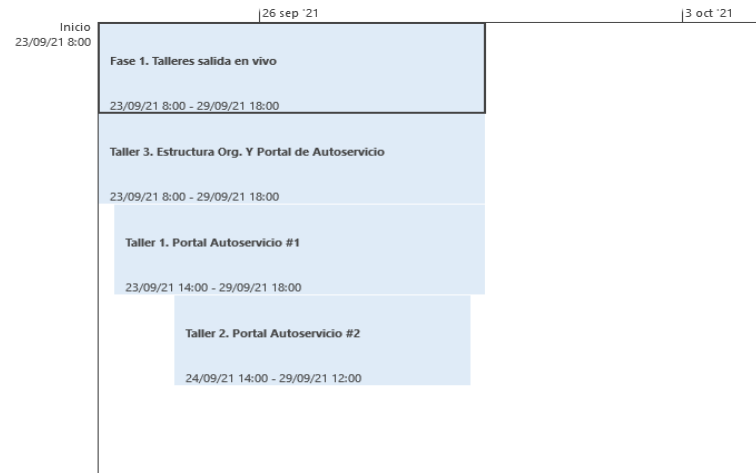 26 sep '21
3 oct '21
Inicio
23/09/21 8:00
Fase 1. Talleres salida en vivo
23/09/21 8:00 - 29/09/21 18:00
Taller 3. Estructura Org. Y Portal de Autoservicio
23/09/21 8:00 - 29/09/21 18:00
Taller 1. Portal Autoservicio #1
23/09/21 14:00 - 29/09/21 18:00
Taller 2. Portal Autoservicio #2
24/09/21 14:00 - 29/09/21 12:00